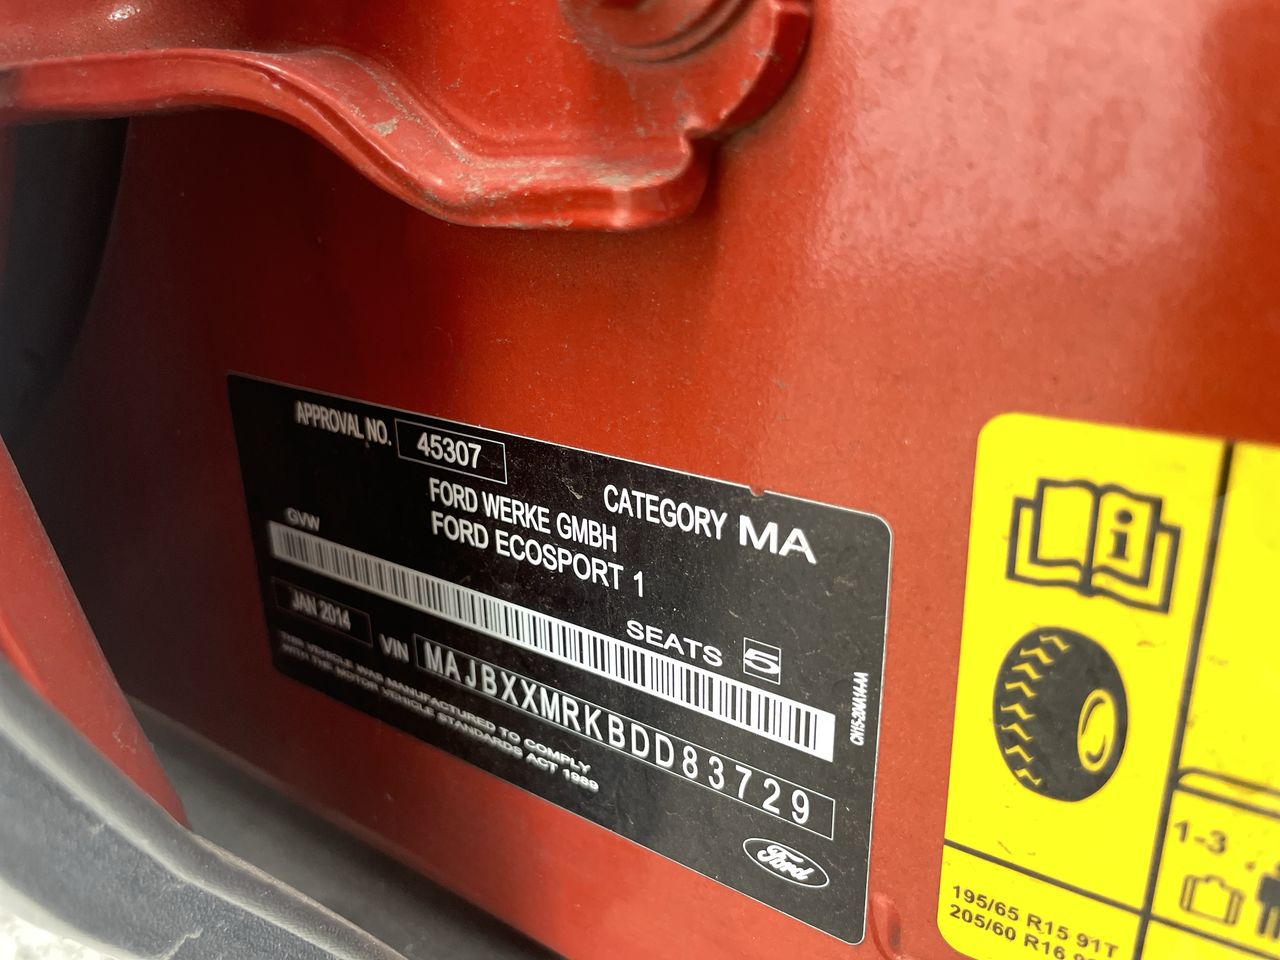 APPROVAL NO. 45307
CATEGORY MA
FORD WERKE GMBH
FORD ECOSPORT 1
GVW
SEATS 5
JAN 2014 VIN MAJBXXMRKBDD83729
THIS VEHICLE WAS MANUFACTURED TO COMPLY
WITH THE MOTOR VEHICLE STANDARDS ACT 1989
Ford
i
1-3
195/65 R15 91T
205/60 R16